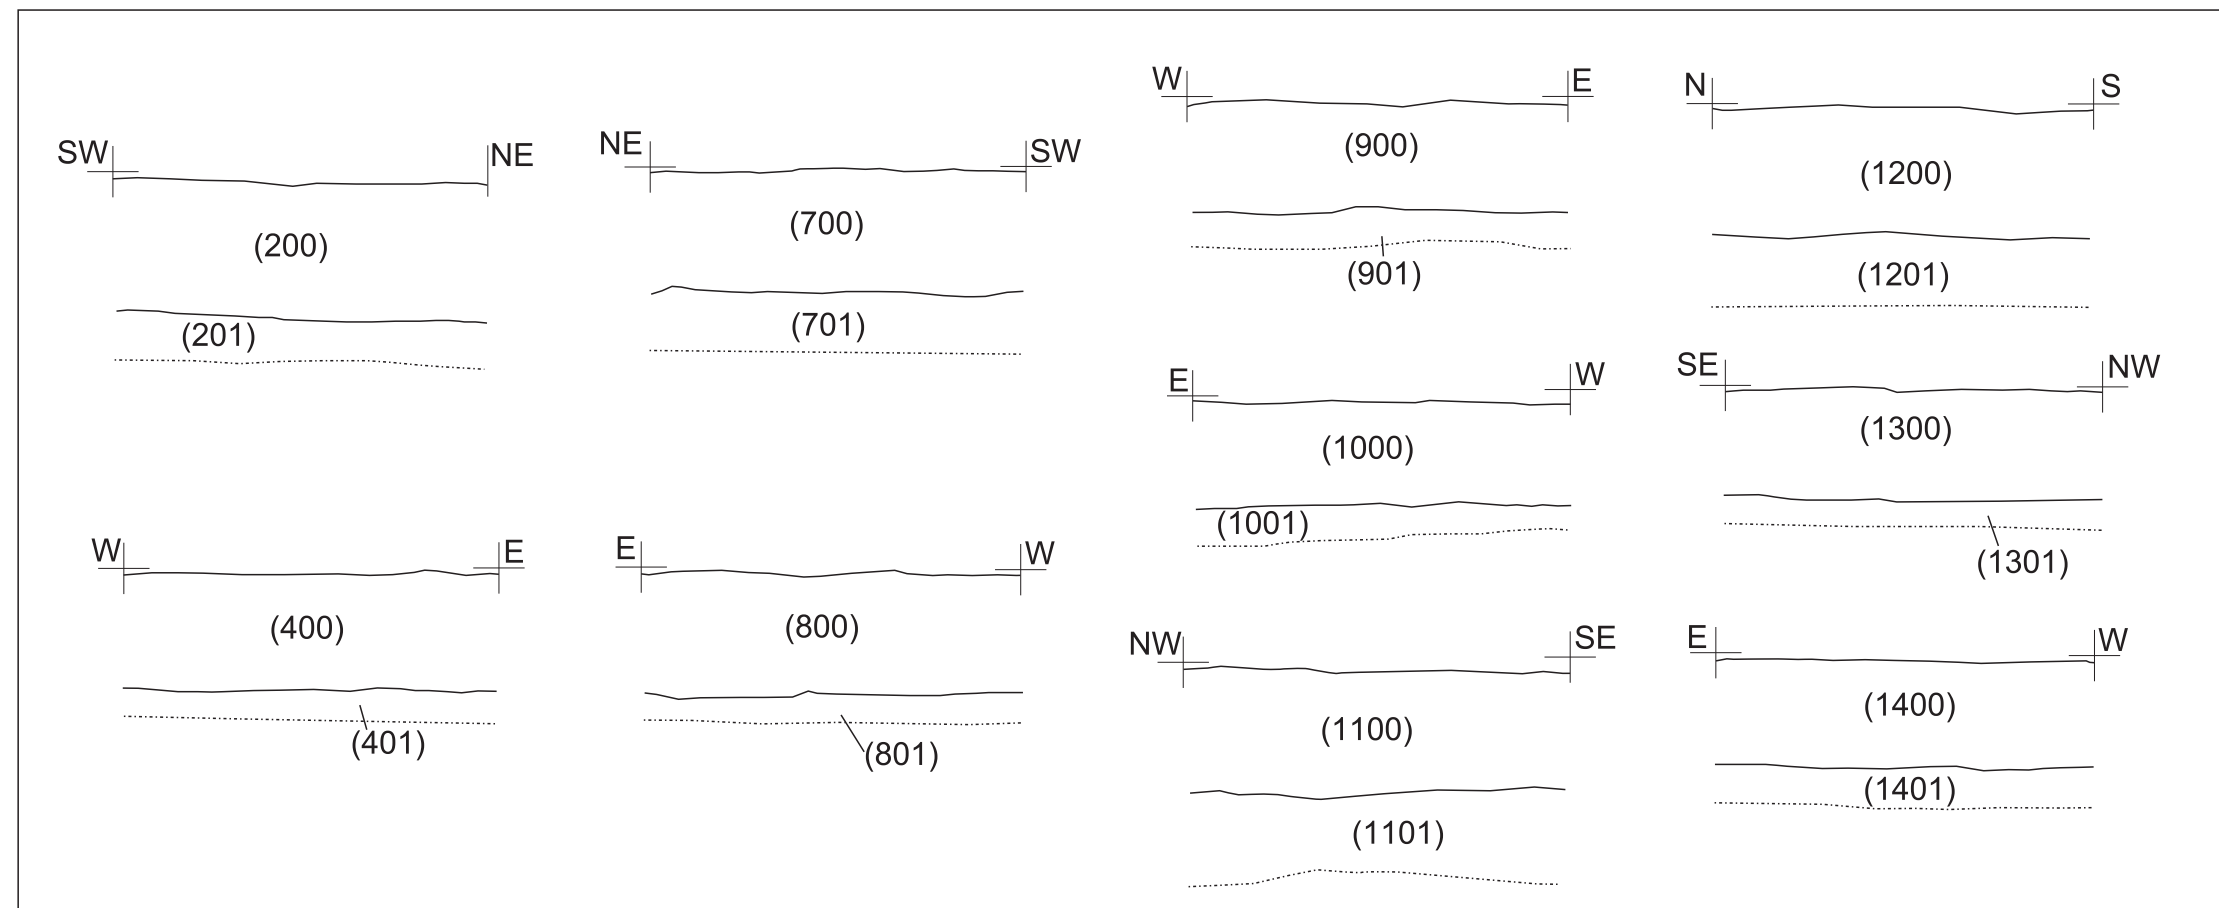 SW NE
(200)
(201)
W E
(400)
(401)
NE SW
(700)
(701)
E W
(800)
(801)
W E
(900)
(901)
E W
(1000)
(1001)
NW SE
(1100)
(1101)
N S
(1200)
(1201)
SE NW
(1300)
(1301)
E W
(1400)
(1401)